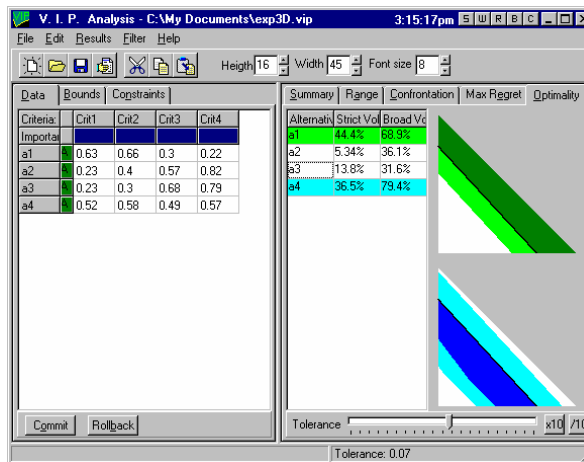 V. I. P. Analysis - C:\My Documents\exp3D.vip 3:15:17pm S W R B C
File Edit Results Filter Help
Heigth 16 Width 45 Font size 8
Data Bounds Constraints Summary Range Confrontation Max Regret Optimality
Criteria: Crit1 Crit2 Crit3 Crit4 Alternativ Strict Vol Broad Vo
Importar
a1 A. 0.63 0.66 0.3 0.22 a1 44.4% 68.9%
a2 A. 0.23 0.4 0.57 0.82 a2 5.34% 36.1%
a3 A. 0.23 0.3 0.68 0.79 a3 13.8% 31.6%
a4 A. 0.52 0.58 0.49 0.57 a4 36.5% 79.4%
Commit Rollback Tolerance x10 /10
Tolerance: 0.07